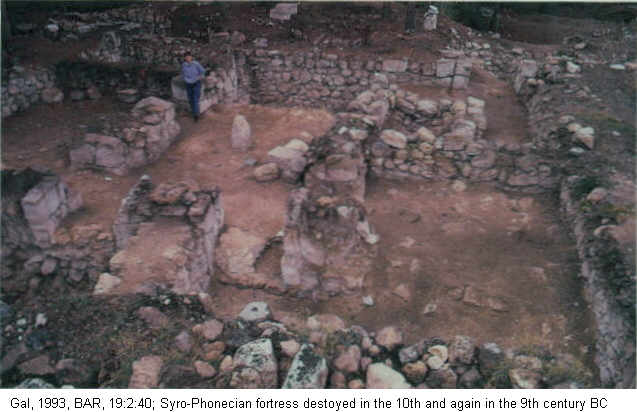 Gal, 1993, BAR, 19:2:40; Syro-Phonecian fortress destoyed in the 10th and again in the 9th century BC